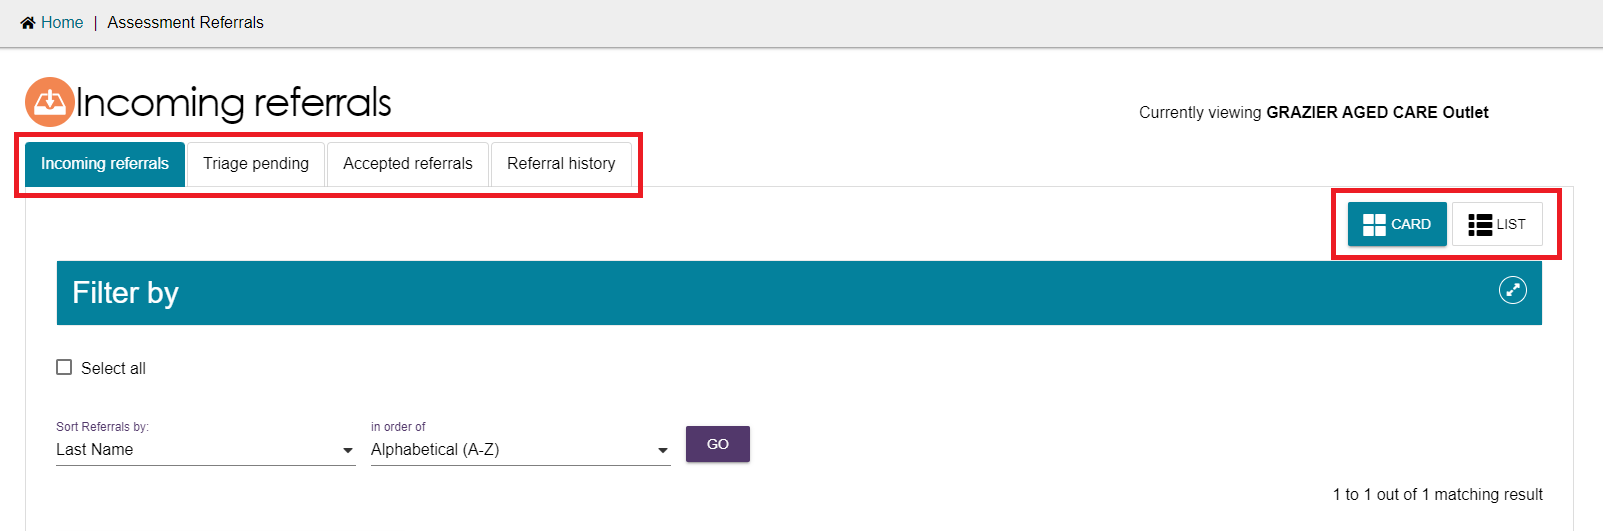 Home | Assessment Referrals
Incoming referrals
Currently viewing GRAZIER AGED CARE Outlet
Incoming referrals Triage pending Accepted referrals Referral history
CARD LIST
Filter by
Select all
Sort Referrals by: in order of
Last Name Alphabetical (A-Z) GO
1 to 1 out of 1 matching result